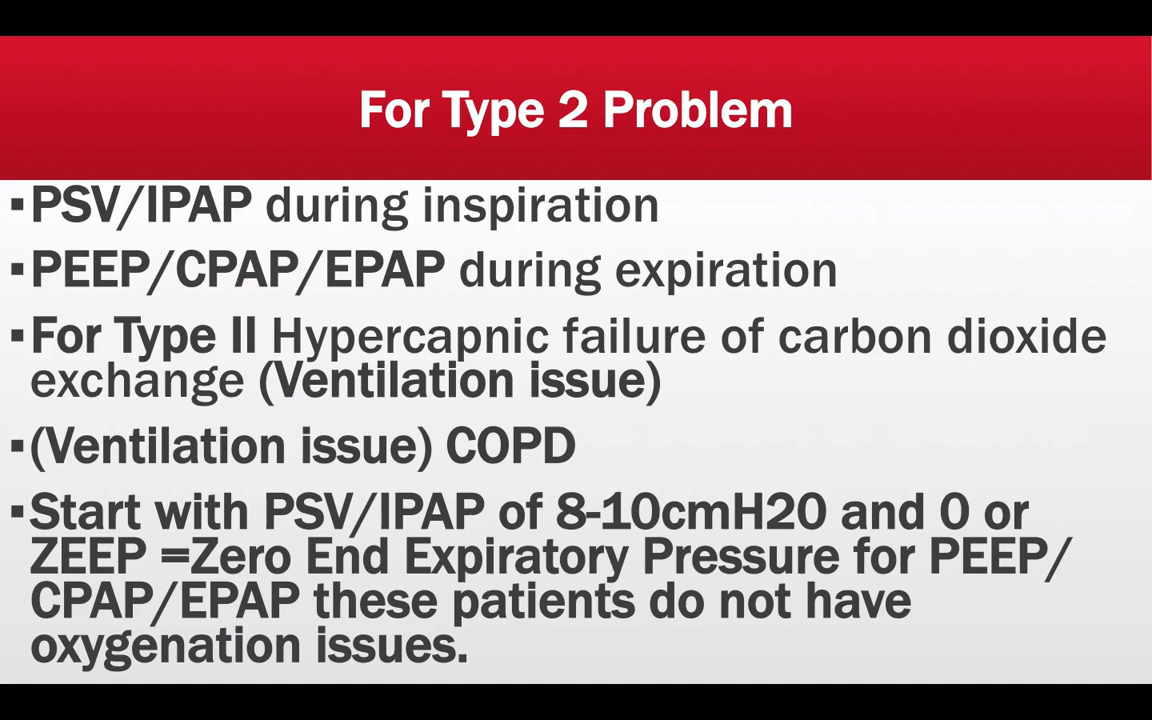 For Type 2 Problem
▪PSV/IPAP during inspiration
▪PEEP/CPAP/EPAP during expiration
▪For Type II Hypercapnic failure of carbon dioxide
exchange (Ventilation issue)
▪(Ventilation issue) COPD
▪Start with PSV/IPAP of 8-10cmH20 and 0 or
ZEEP =Zero End Expiratory Pressure for PEEP/
CPAP/EPAP these patients do not have
oxygenation issues.